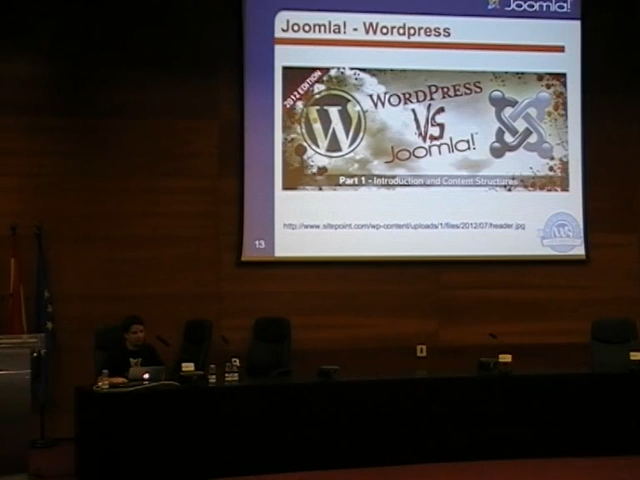 Joomla!
Joomla! - Wordpress
2012 EDITION
WORDPRESS
VS
Joomla!
Part 1 - Introduction and Content Structures
http://www.sitepoint.com/wp-content/uploads/1/files/2012/07/header.jpg
13